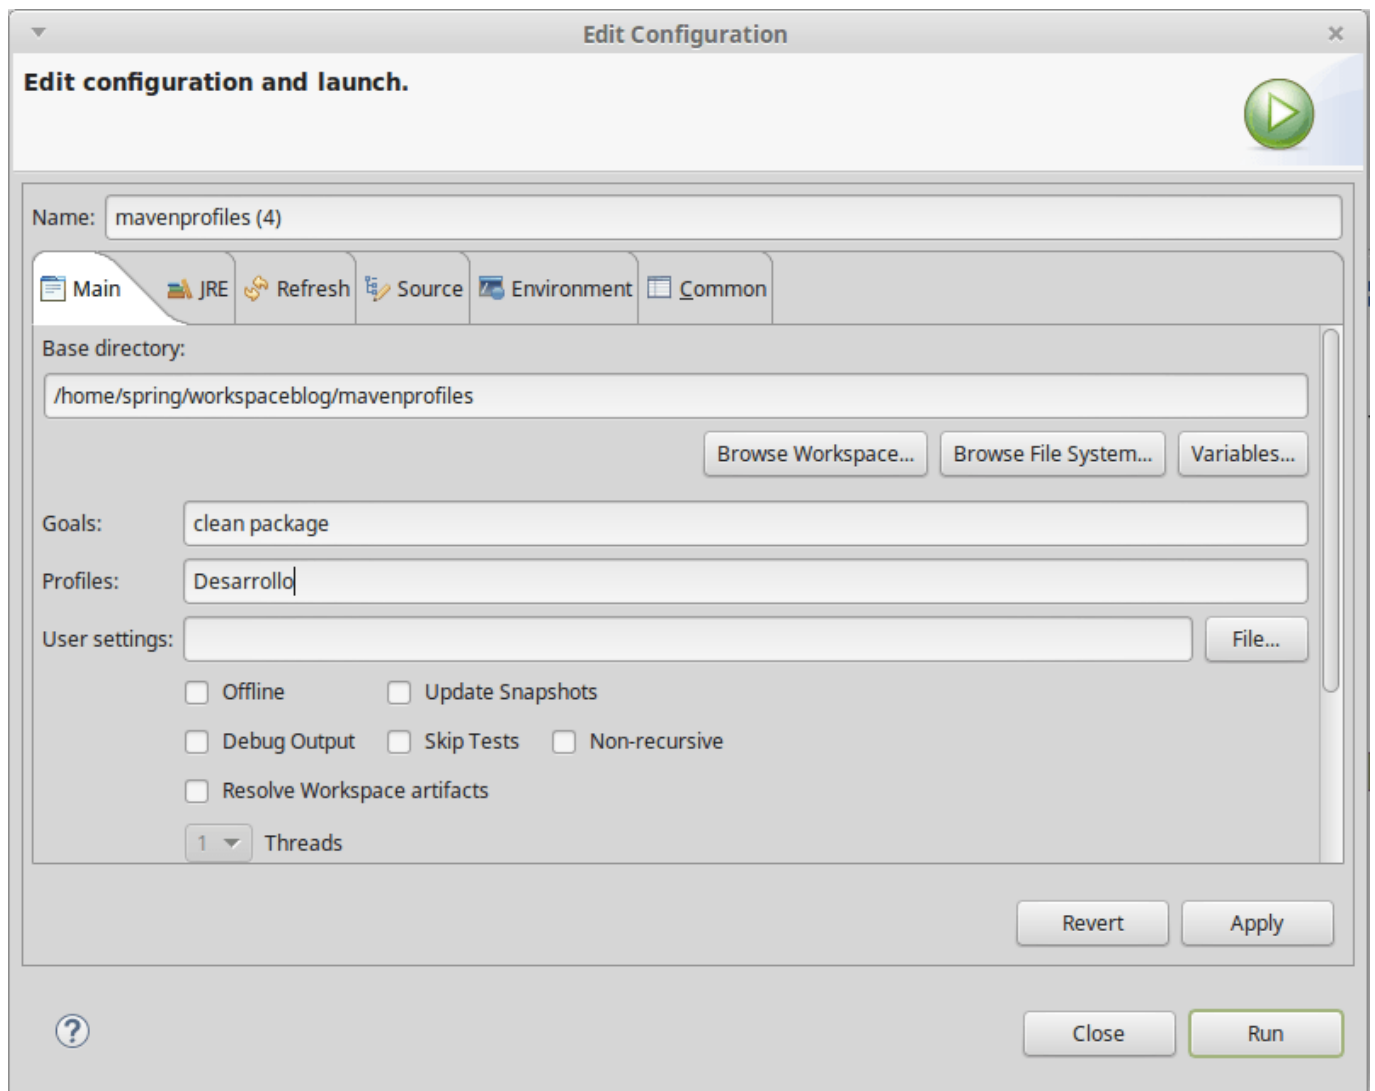 Edit Configuration
Edit configuration and launch.
Name: mavenprofiles (4)
Main JRE Refresh Source Environment Common
Base directory:
/home/spring/workspaceblog/mavenprofiles
Browse Workspace... Browse File System... Variables...
Goals: clean package
Profiles: Desarrollo
User settings: File...
Offline Update Snapshots
Debug Output Skip Tests Non-recursive
Resolve Workspace artifacts
1 Threads
Revert Apply
? Close Run